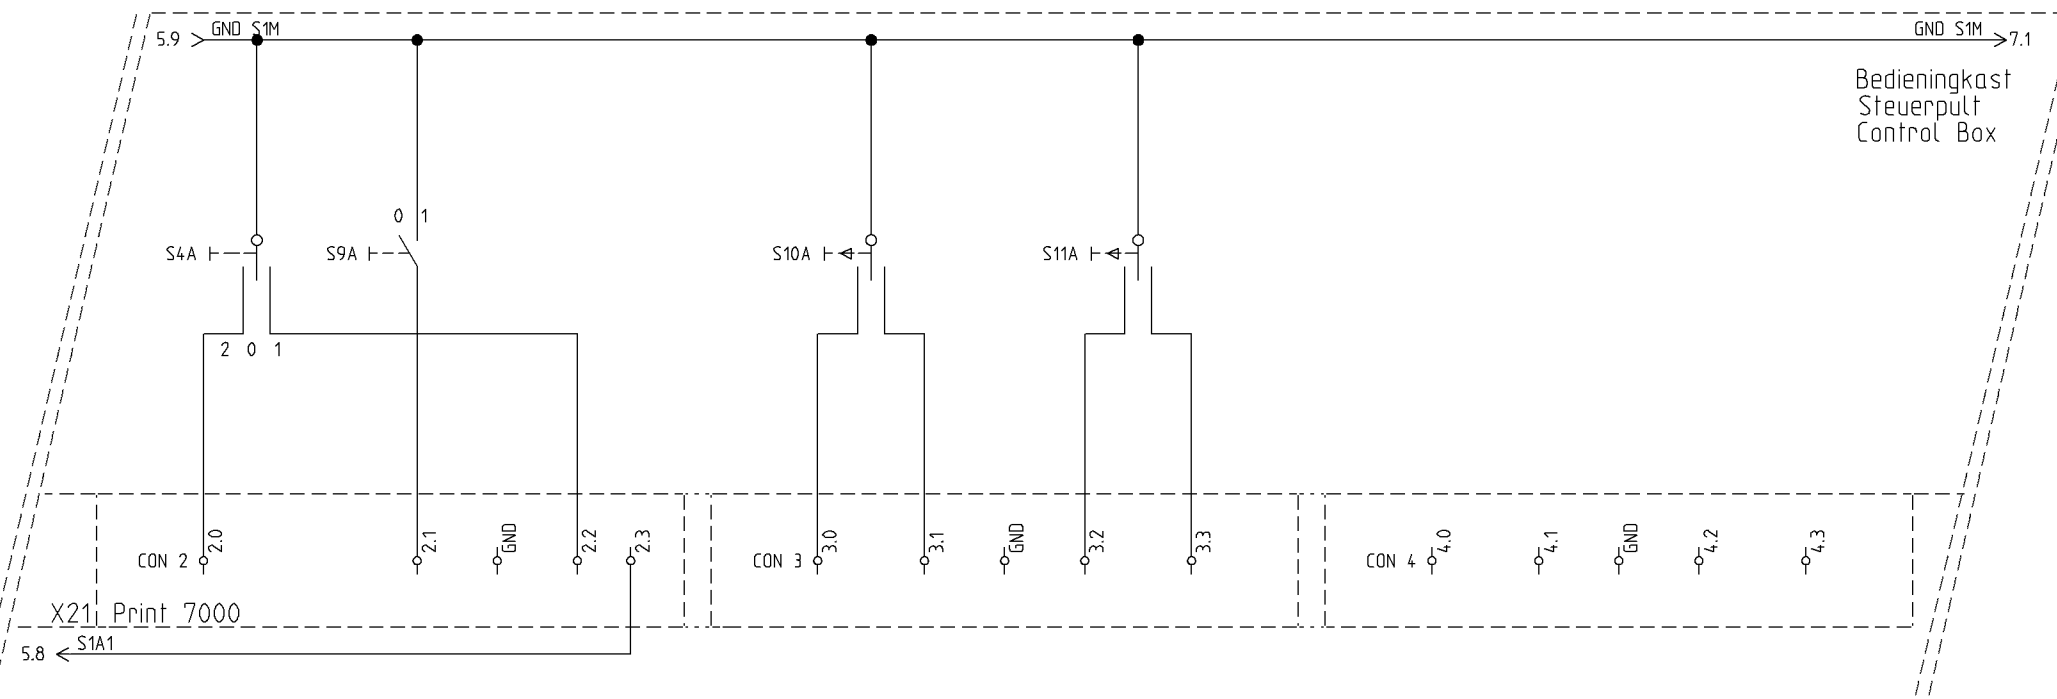 GND S1M
GND S1M
5.9
7.1
Bedieningkast
Steuerpult
Control Box
0 1
S4A
S9A
S10A
S11A
2 0 1
2.0
2.1
GND
2.2
2.3
3.0
3.1
GND
3.2
3.3
4.0
4.1
GND
4.2
4.3
CON 2
CON 3
CON 4
X21 Print 7000
S1A1
5.8